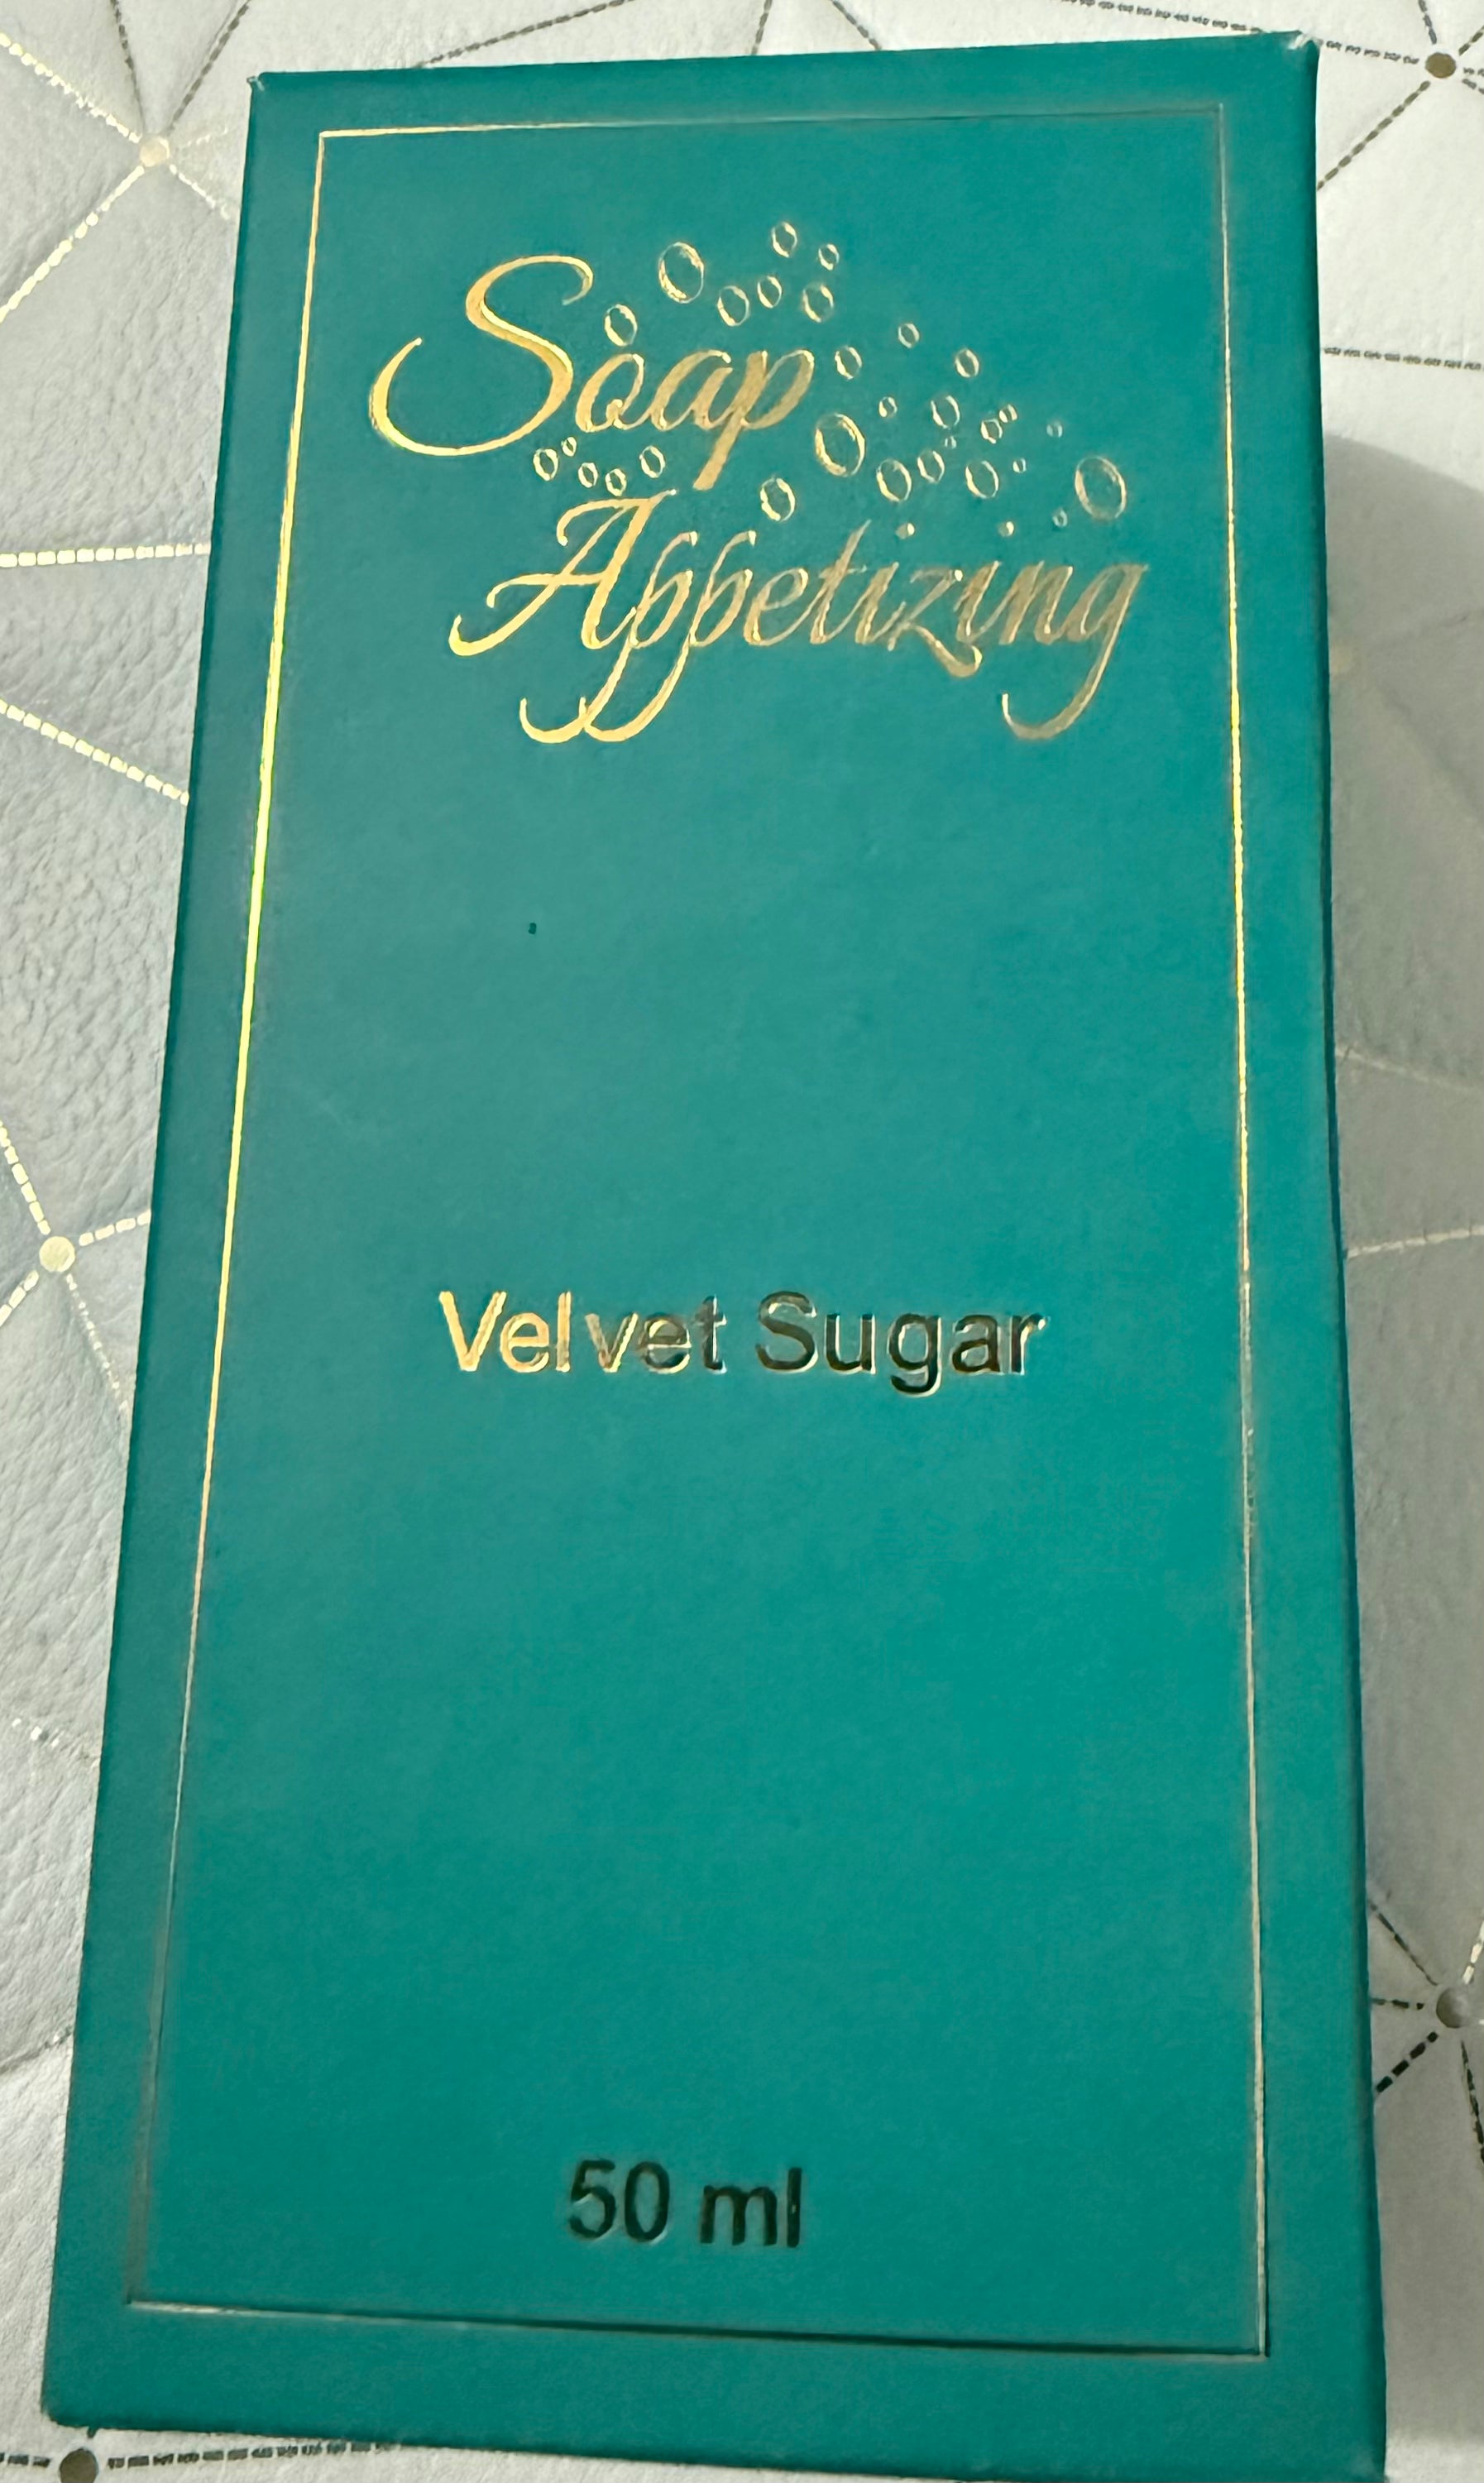 Soap
Appetizing
Velvet Sugar
50 ml